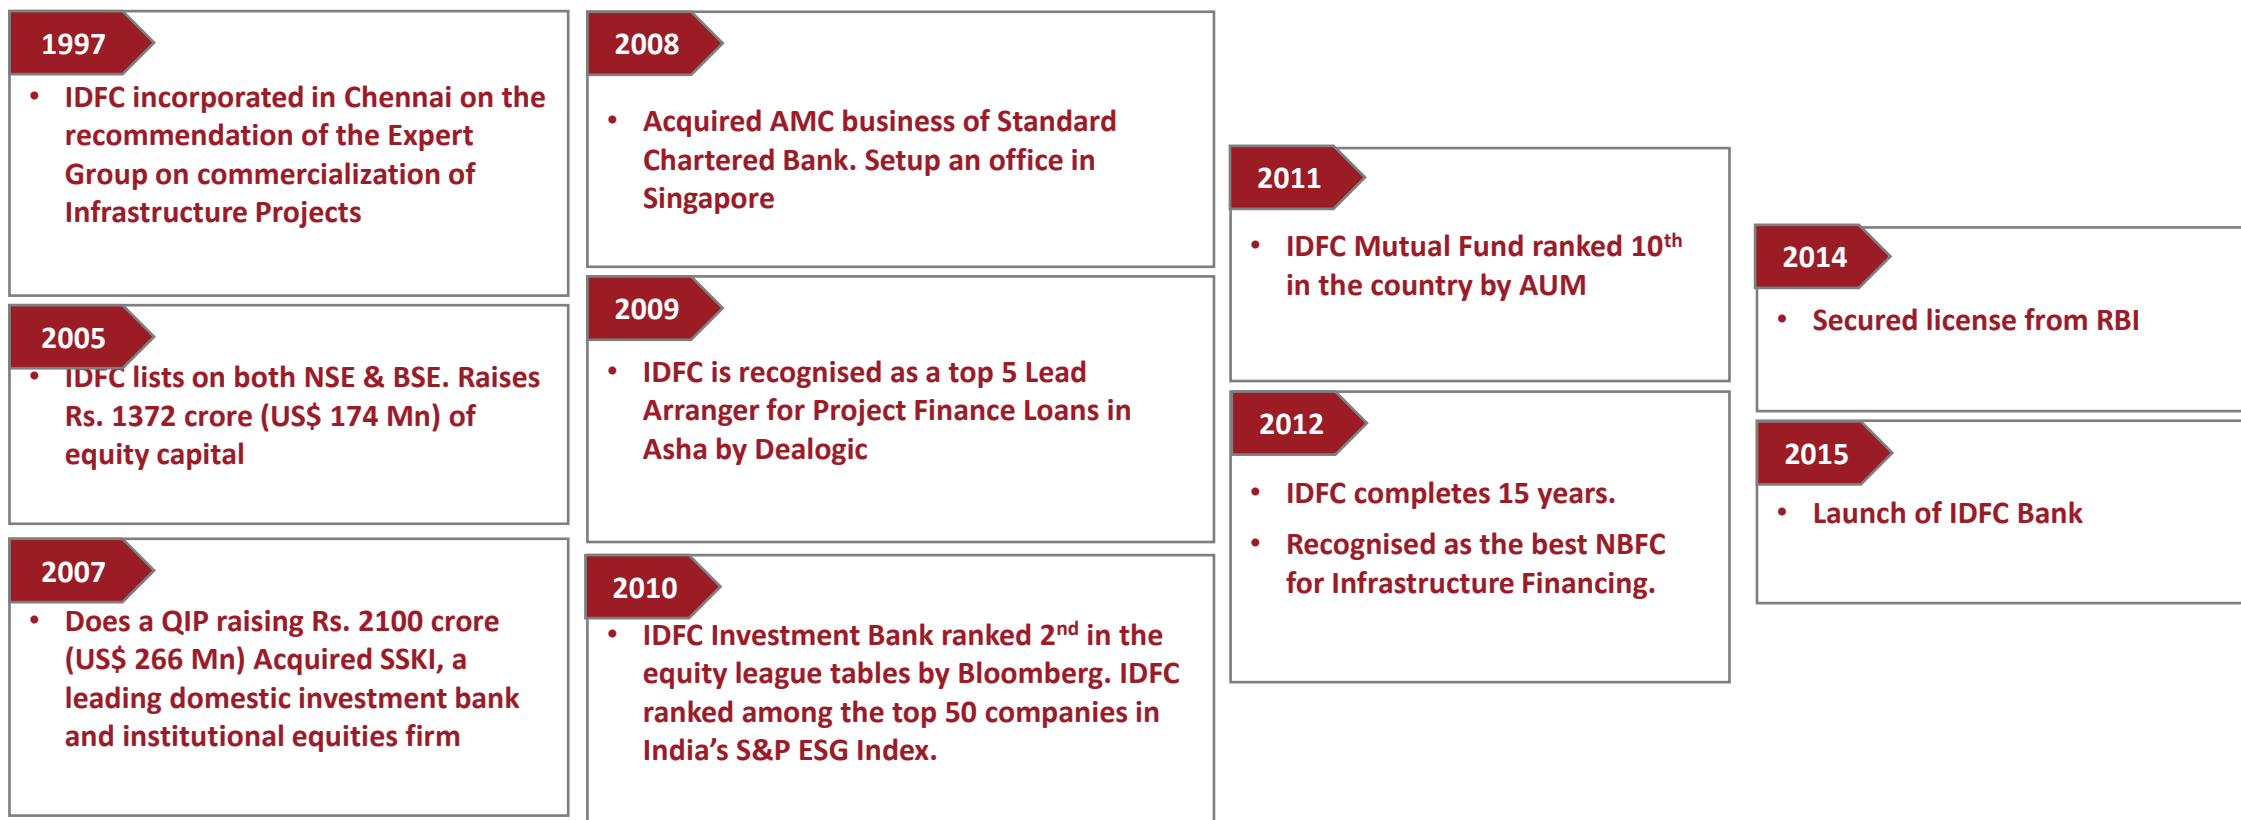 1997
• IDFC incorporated in Chennai on the
recommendation of the Expert
Group on commercialization of
Infrastructure Projects
2005
• IDFC lists on both NSE & BSE. Raises
Rs. 1372 crore (US$ 174 Mn) of
equity capital
2007
• Does a QIP raising Rs. 2100 crore
(US$ 266 Mn) Acquired SSKI, a
leading domestic investment bank
and institutional equities firm
2008
• Acquired AMC business of Standard
Chartered Bank. Setup an office in
Singapore
2009
• IDFC is recognised as a top 5 Lead
Arranger for Project Finance Loans in
Asha by Dealogic
2010
• IDFC Investment Bank ranked 2nd in the
equity league tables by Bloomberg. IDFC
ranked among the top 50 companies in
India’s S&P ESG Index.
2011
• IDFC Mutual Fund ranked 10th
in the country by AUM
2012
• IDFC completes 15 years.
• Recognised as the best NBFC
for Infrastructure Financing.
2014
• Secured license from RBI
2015
• Launch of IDFC Bank